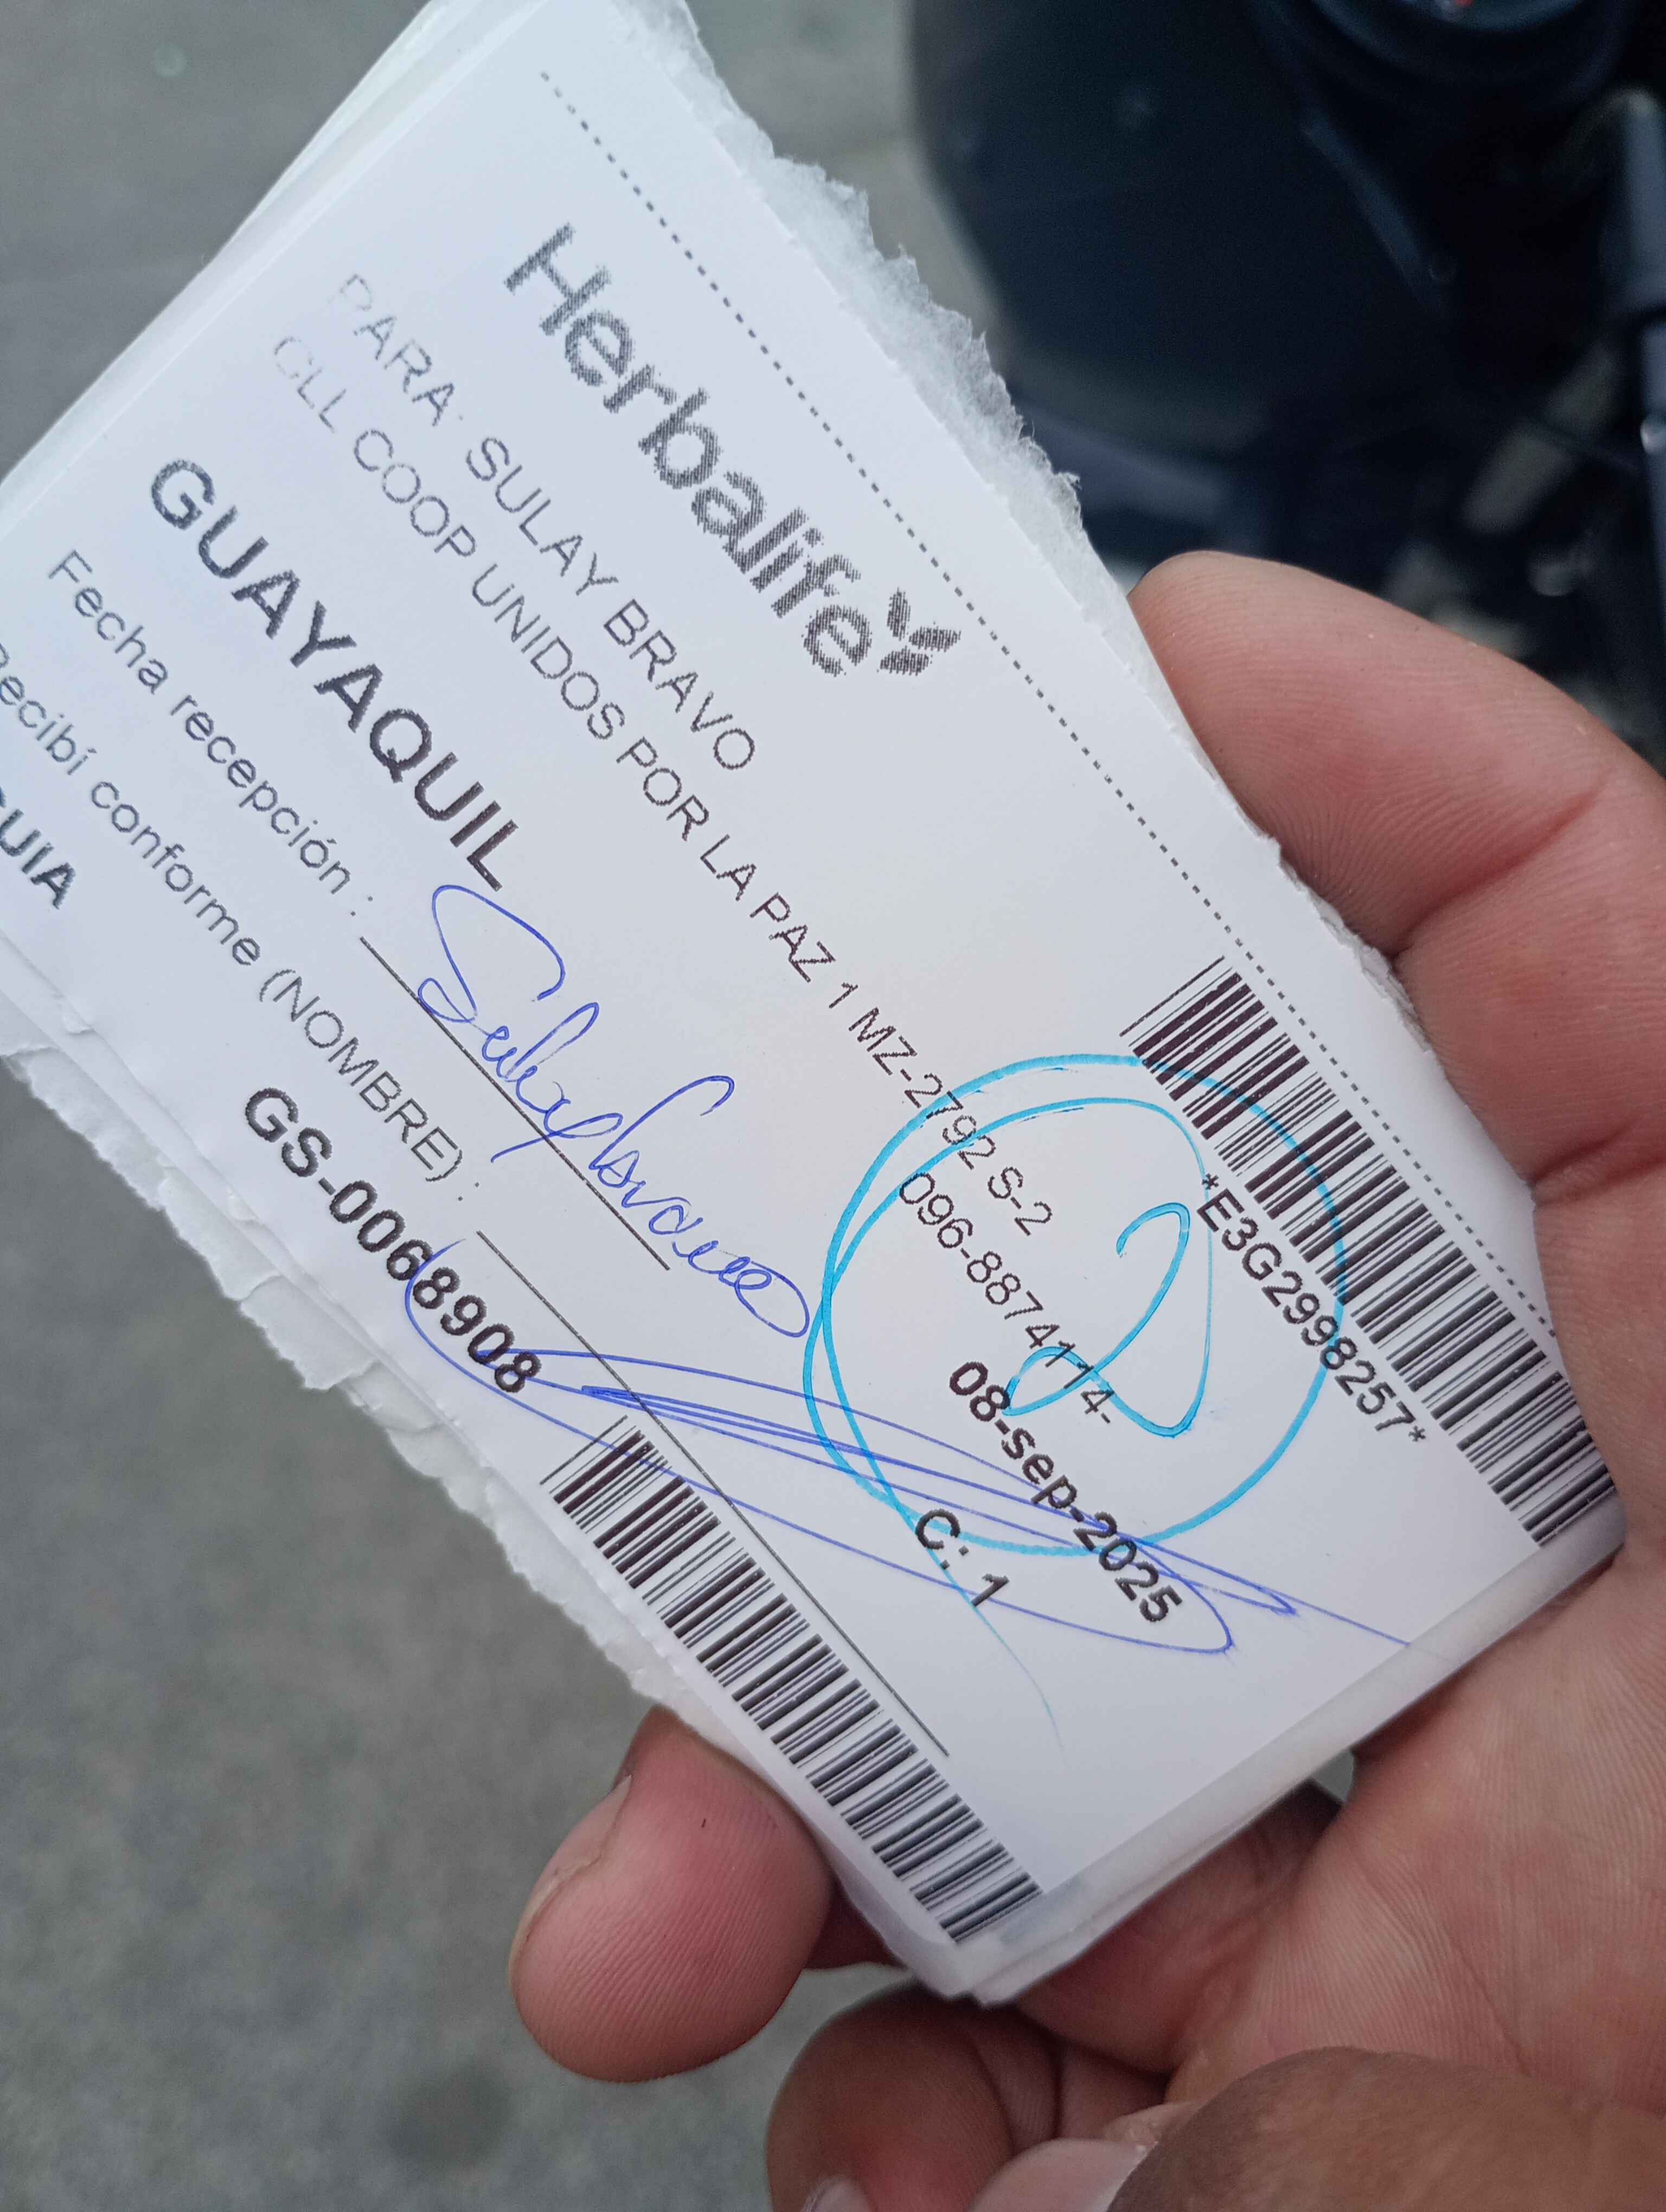 Herbalife
*E3G2998257*
PARA: SULAY BRAVO
CLL COOP UNIDOS POR LA PAZ 1 MZ-2792 S-2
096-8874114-
GUAYAQUIL
08-sep-2025
Fecha recepción :
C: 1
Recibí conforme (NOMBRE) :
GUIA
GS-0068908